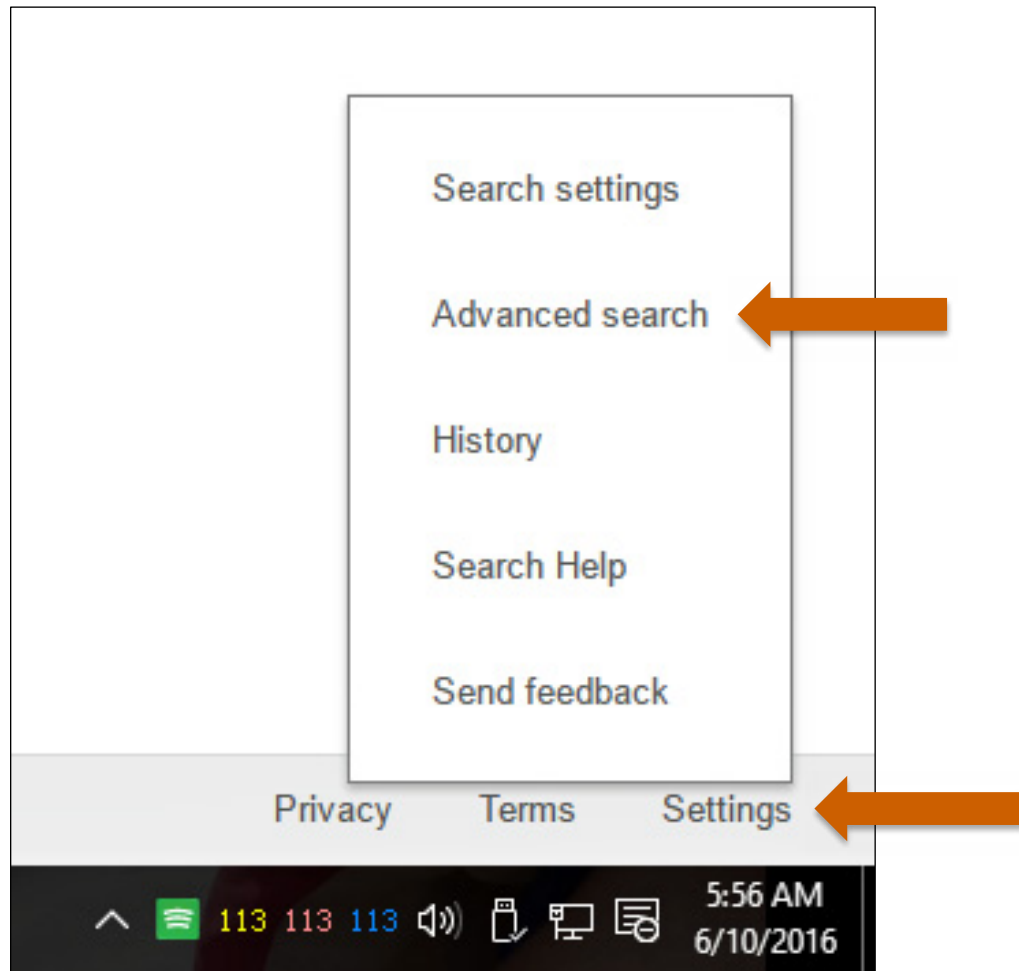 Search settings
Advanced search
History
Search Help
Send feedback
Privacy Terms Settings
113 113 113 5:56 AM
6/10/2016